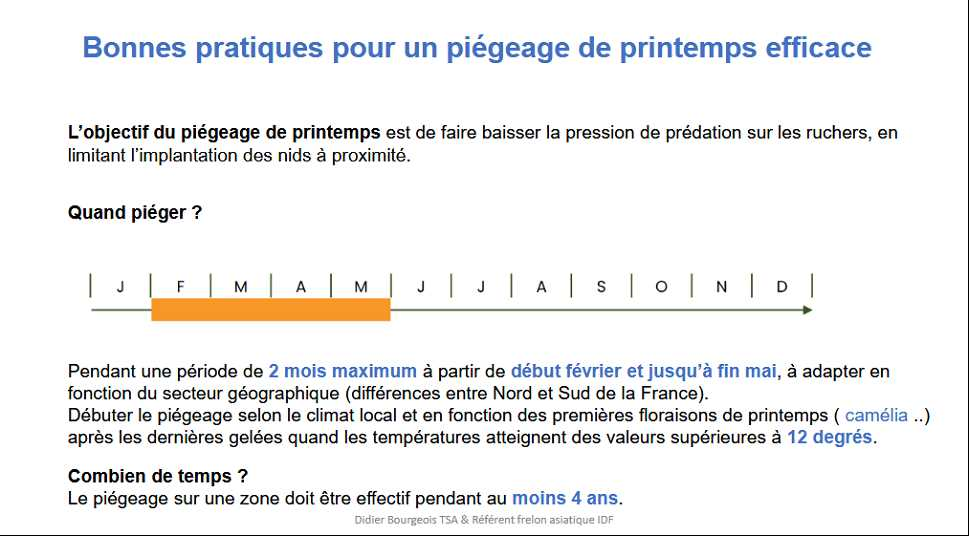 Bonnes pratiques pour un piégeage de printemps efficace
L’objectif du piégeage de printemps est de faire baisser la pression de prédation sur les ruchers, en
limitant l’implantation des nids à proximité.
Quand piéger ?
J F M A M J J A S O N D
Pendant une période de 2 mois maximum à partir de début février et jusqu’à fin mai, à adapter en
fonction du secteur géographique (différences entre Nord et Sud de la France).
Débuter le piégeage selon le climat local et en fonction des premières floraisons de printemps ( camélia ..)
après les dernières gelées quand les températures atteignent des valeurs supérieures à 12 degrés.
Combien de temps ?
Le piégeage sur une zone doit être effectif pendant au moins 4 ans.
Didier Bourgeois TSA & Référent frelon asiatique IDF